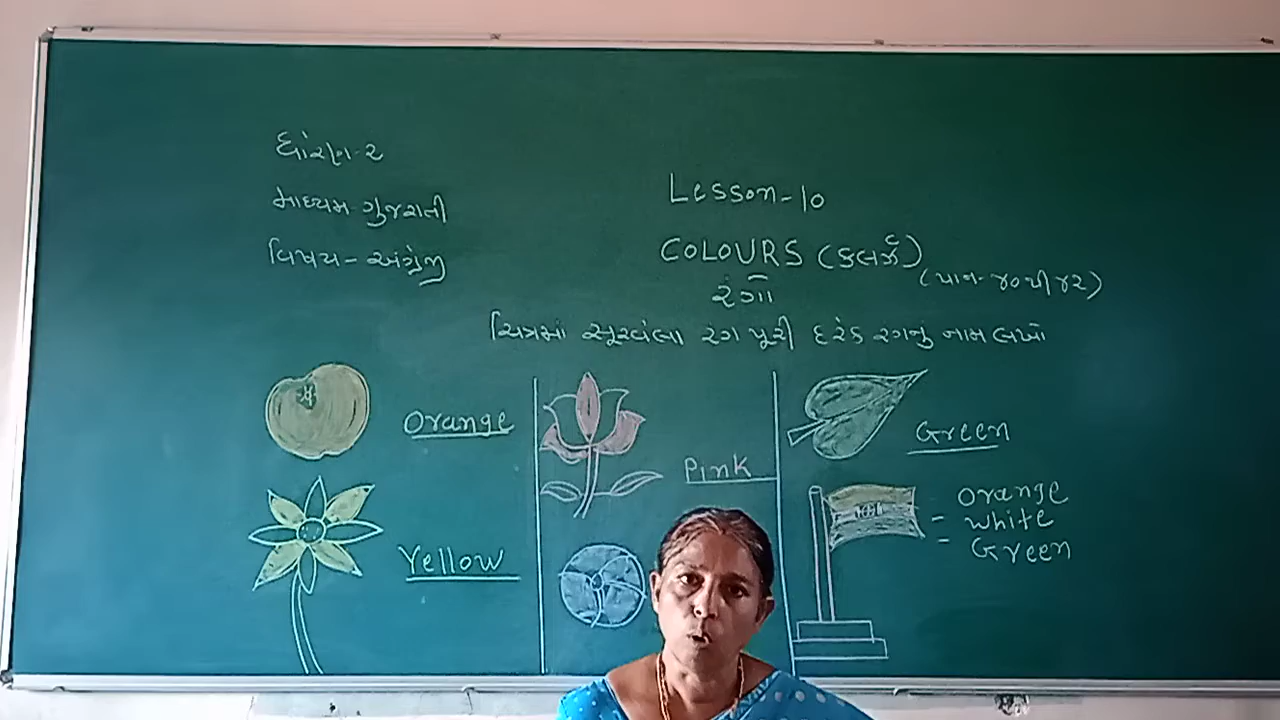 ધોરણ-૨
માધ્યમ-ગુજરાતી
વિષય-અંગ્રેજી
Lesson-10
COLOURS (કલર્ઝ)
(પાન-૪૦થી૪૨)
રંગો
ચિત્રમાં સૂચવેલા રંગ પૂરી દરેક રંગનું નામ લખો
Orange
Pink
Green
Yellow
Orange
= White
= Green